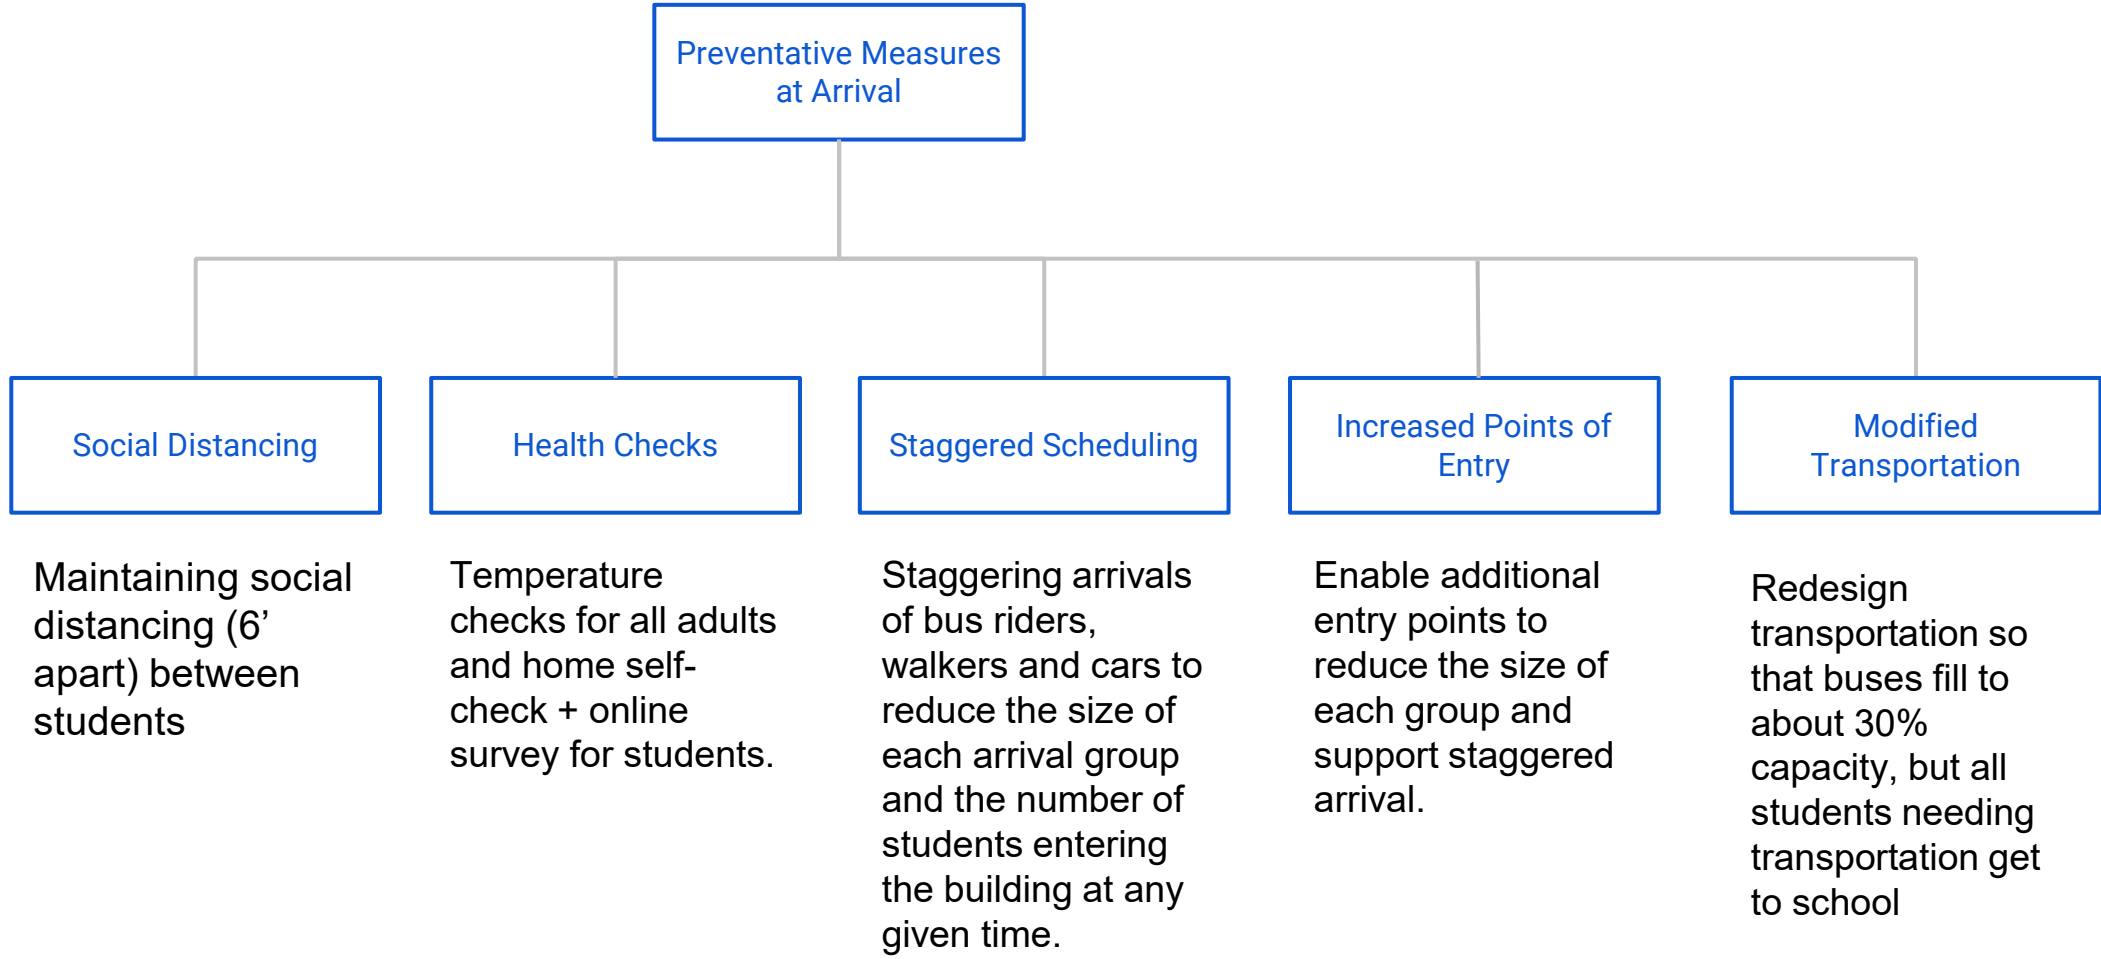 Preventative Measures
at Arrival
Social Distancing
Health Checks
Staggered Scheduling
Increased Points of
Entry
Modified
Transportation
Maintaining social
distancing (6’
apart) between
students
Temperature
checks for all adults
and home self-
check + online
survey for students.
Staggering arrivals
of bus riders,
walkers and cars to
reduce the size of
each arrival group
and the number of
students entering
the building at any
given time.
Enable additional
entry points to
reduce the size of
each group and
support staggered
arrival.
Redesign
transportation so
that buses fill to
about 30%
capacity, but all
students needing
transportation get
to school